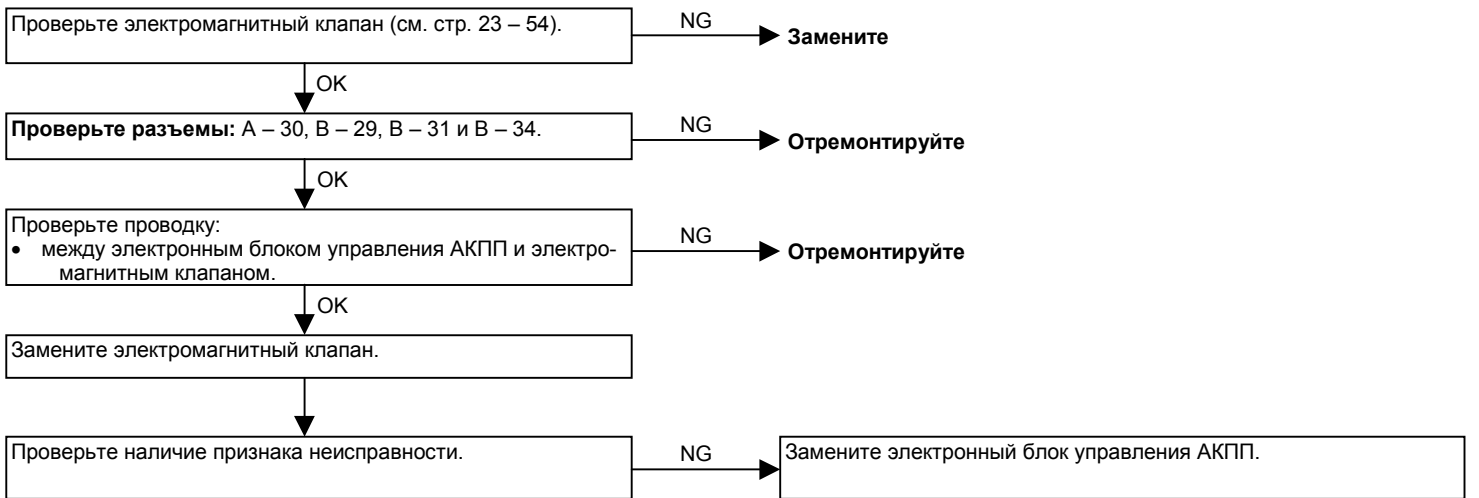 Проверьте электромагнитный клапан (см. стр. 23 – 54).
NG
Замените
OK
Проверьте разъемы: А – 30, В – 29, В – 31 и В – 34.
NG
Отремонтируйте
OK
Проверьте проводку:
• между электронным блоком управления АКПП и электро-
магнитным клапаном.
NG
Отремонтируйте
OK
Замените электромагнитный клапан.
Проверьте наличие признака неисправности.
NG
Замените электронный блок управления АКПП.